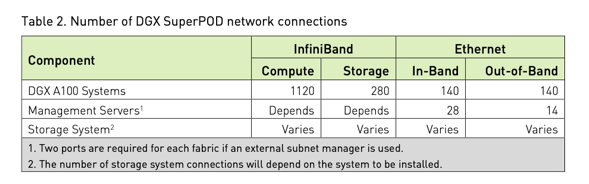 Table 2. Number of DGX SuperPOD network connections
Component InfiniBand Ethernet
Compute Storage In-Band Out-of-Band
DGX A100 Systems 1120 280 140 140
Management Servers¹ Depends Depends 28 14
Storage System² Varies Varies Varies Varies
1. Two ports are required for each fabric if an external subnet manager is used.
2. The number of storage system connections will depend on the system to be installed.